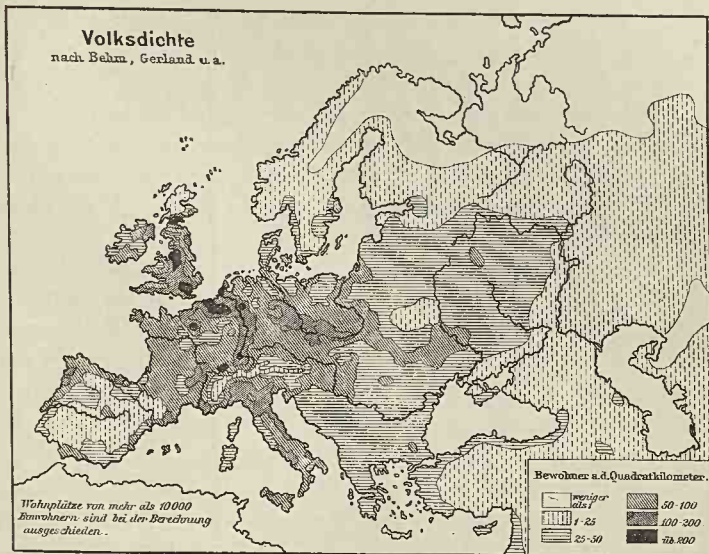 Volksdichte
nach Behm, Gerland u. a.
Wohnplätze von mehr als 10000
Einwohnern sind bei der Berechnung
ausgeschieden.
Bewohner a.d. Quadratkilometer.
weniger
als 1
1-25
25-50
50-100
100-200
üb. 200